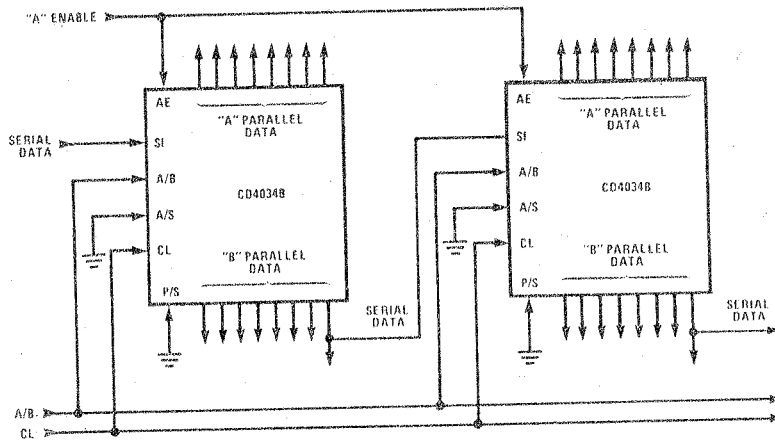 "A" ENABLE
AE
"A" PARALLEL
DATA
SERIAL
DATA
SI
A/B
CD4034B
A/S
CL
"B" PARALLEL
DATA
P/S
SERIAL
DATA
AE
"A" PARALLEL
DATA
SI
A/B
CD4034B
A/S
CL
"B" PARALLEL
DATA
P/S
SERIAL
DATA
A/B
CL